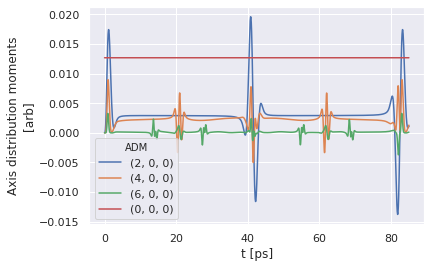 0.020
0.015
0.010
0.005
0.000
−0.005
−0.010
−0.015
Axis distribution moments
[arb]
ADM
(2, 0, 0)
(4, 0, 0)
(6, 0, 0)
(0, 0, 0)
0
20
40
60
80
t [ps]